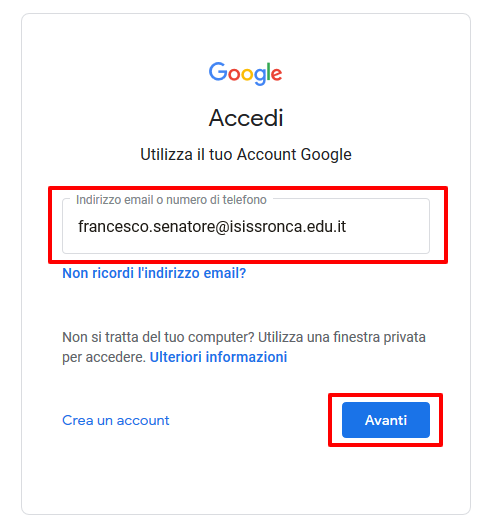 Google
Accedi
Utilizza il tuo Account Google
Indirizzo email o numero di telefono
francesco.senatore@isissronca.edu.it
Non ricordi l'indirizzo email?
Non si tratta del tuo computer? Utilizza una finestra privata
per accedere. Ulteriori informazioni
Crea un account
Avanti